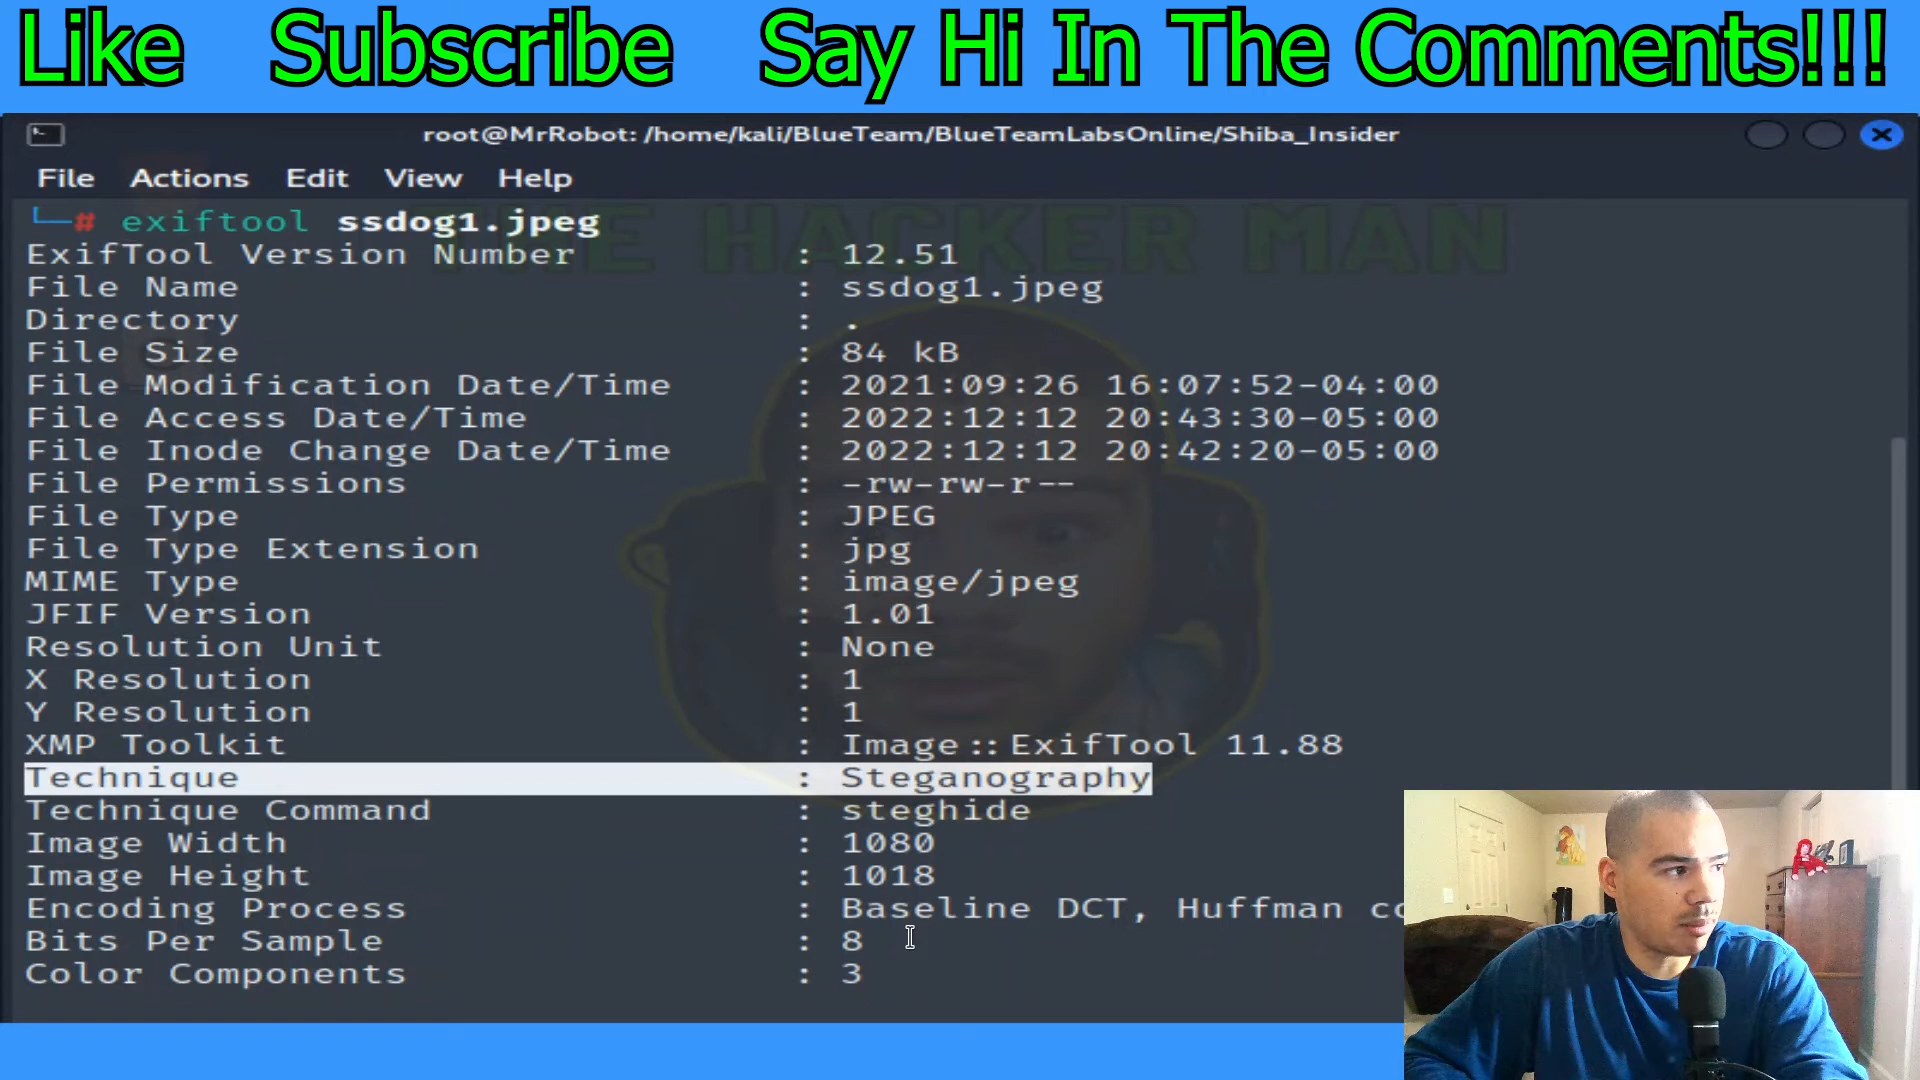 Like Subscribe Say Hi In The Comments!!!
root@MrRobot: /home/kali/BlueTeam/BlueTeamLabsOnline/Shiba_Insider
File Actions Edit View Help
└─# exiftool ssdog1.jpeg
THE HACKER MAN
ExifTool Version Number : 12.51
File Name : ssdog1.jpeg
Directory : .
File Size : 84 kB
File Modification Date/Time : 2021:09:26 16:07:52-04:00
File Access Date/Time : 2022:12:12 20:43:30-05:00
File Inode Change Date/Time : 2022:12:12 20:42:20-05:00
File Permissions : -rw-rw-r--
File Type : JPEG
File Type Extension : jpg
MIME Type : image/jpeg
JFIF Version : 1.01
Resolution Unit : None
X Resolution : 1
Y Resolution : 1
XMP Toolkit : Image::ExifTool 11.88
Technique : Steganography
Technique Command : steghide
Image Width : 1080
Image Height : 1018
Encoding Process : Baseline DCT, Huffman
Bits Per Sample : 8
Color Components : 3